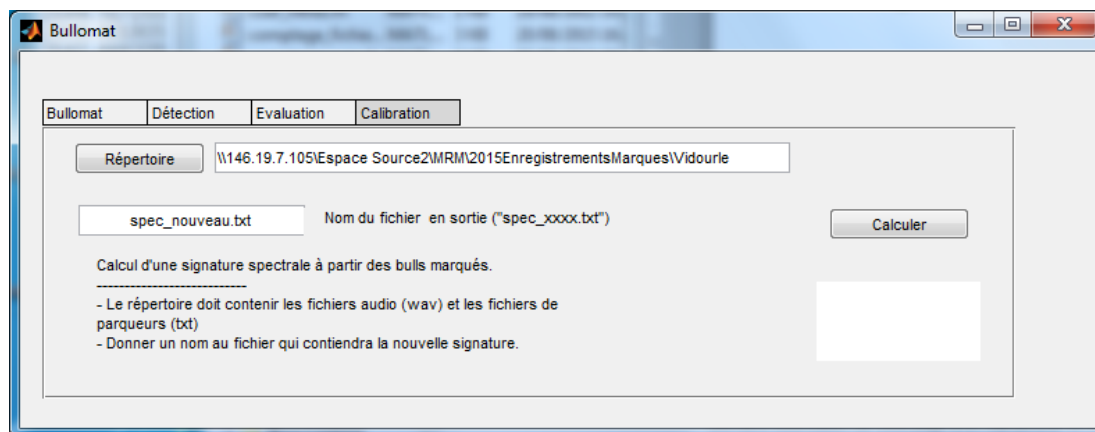 Bullomat
Bullomat Détection Evaluation Calibration
Répertoire \\146.19.7.105\Espace Source2\MRM\2015EnregistrementsMarques\Vidourle
spec_nouveau.txt Nom du fichier en sortie ("spec_xxxx.txt") Calculer
Calcul d'une signature spectrale à partir des bulls marqués.
---------------------------
- Le répertoire doit contenir les fichiers audio (wav) et les fichiers de
parqueurs (txt)
- Donner un nom au fichier qui contiendra la nouvelle signature.